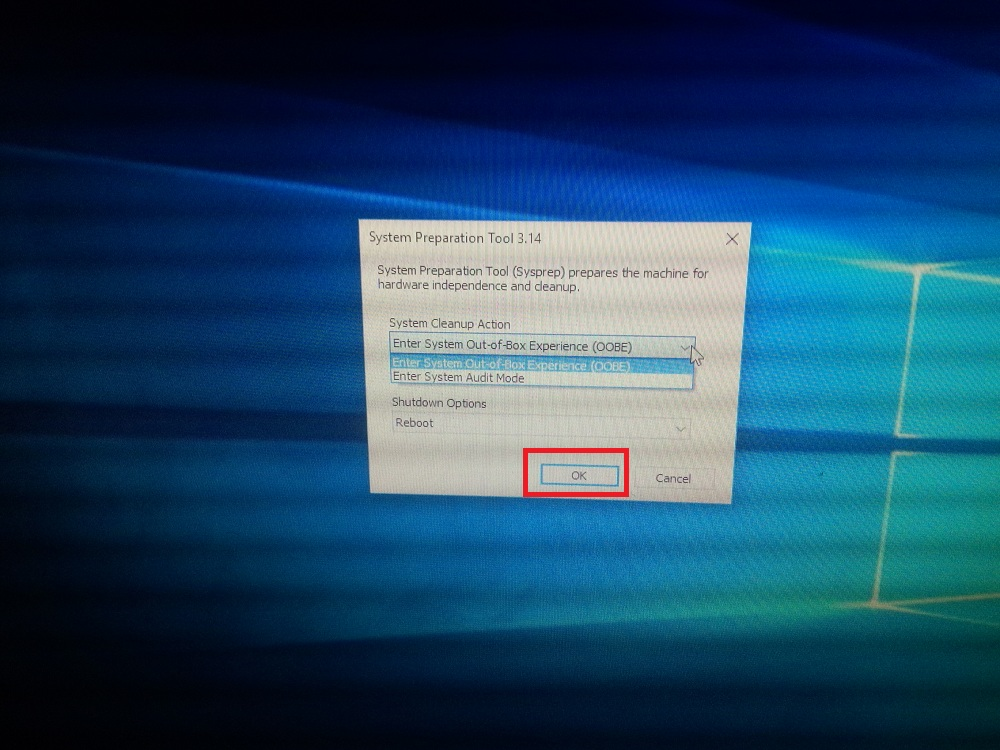 System Preparation Tool 3.14
System Preparation Tool (Sysprep) prepares the machine for
hardware independence and cleanup.
System Cleanup Action
Enter System Out-of-Box Experience (OOBE)
Enter System Out-of-Box Experience (OOBE)
Enter System Audit Mode
Shutdown Options
Reboot
OK
Cancel